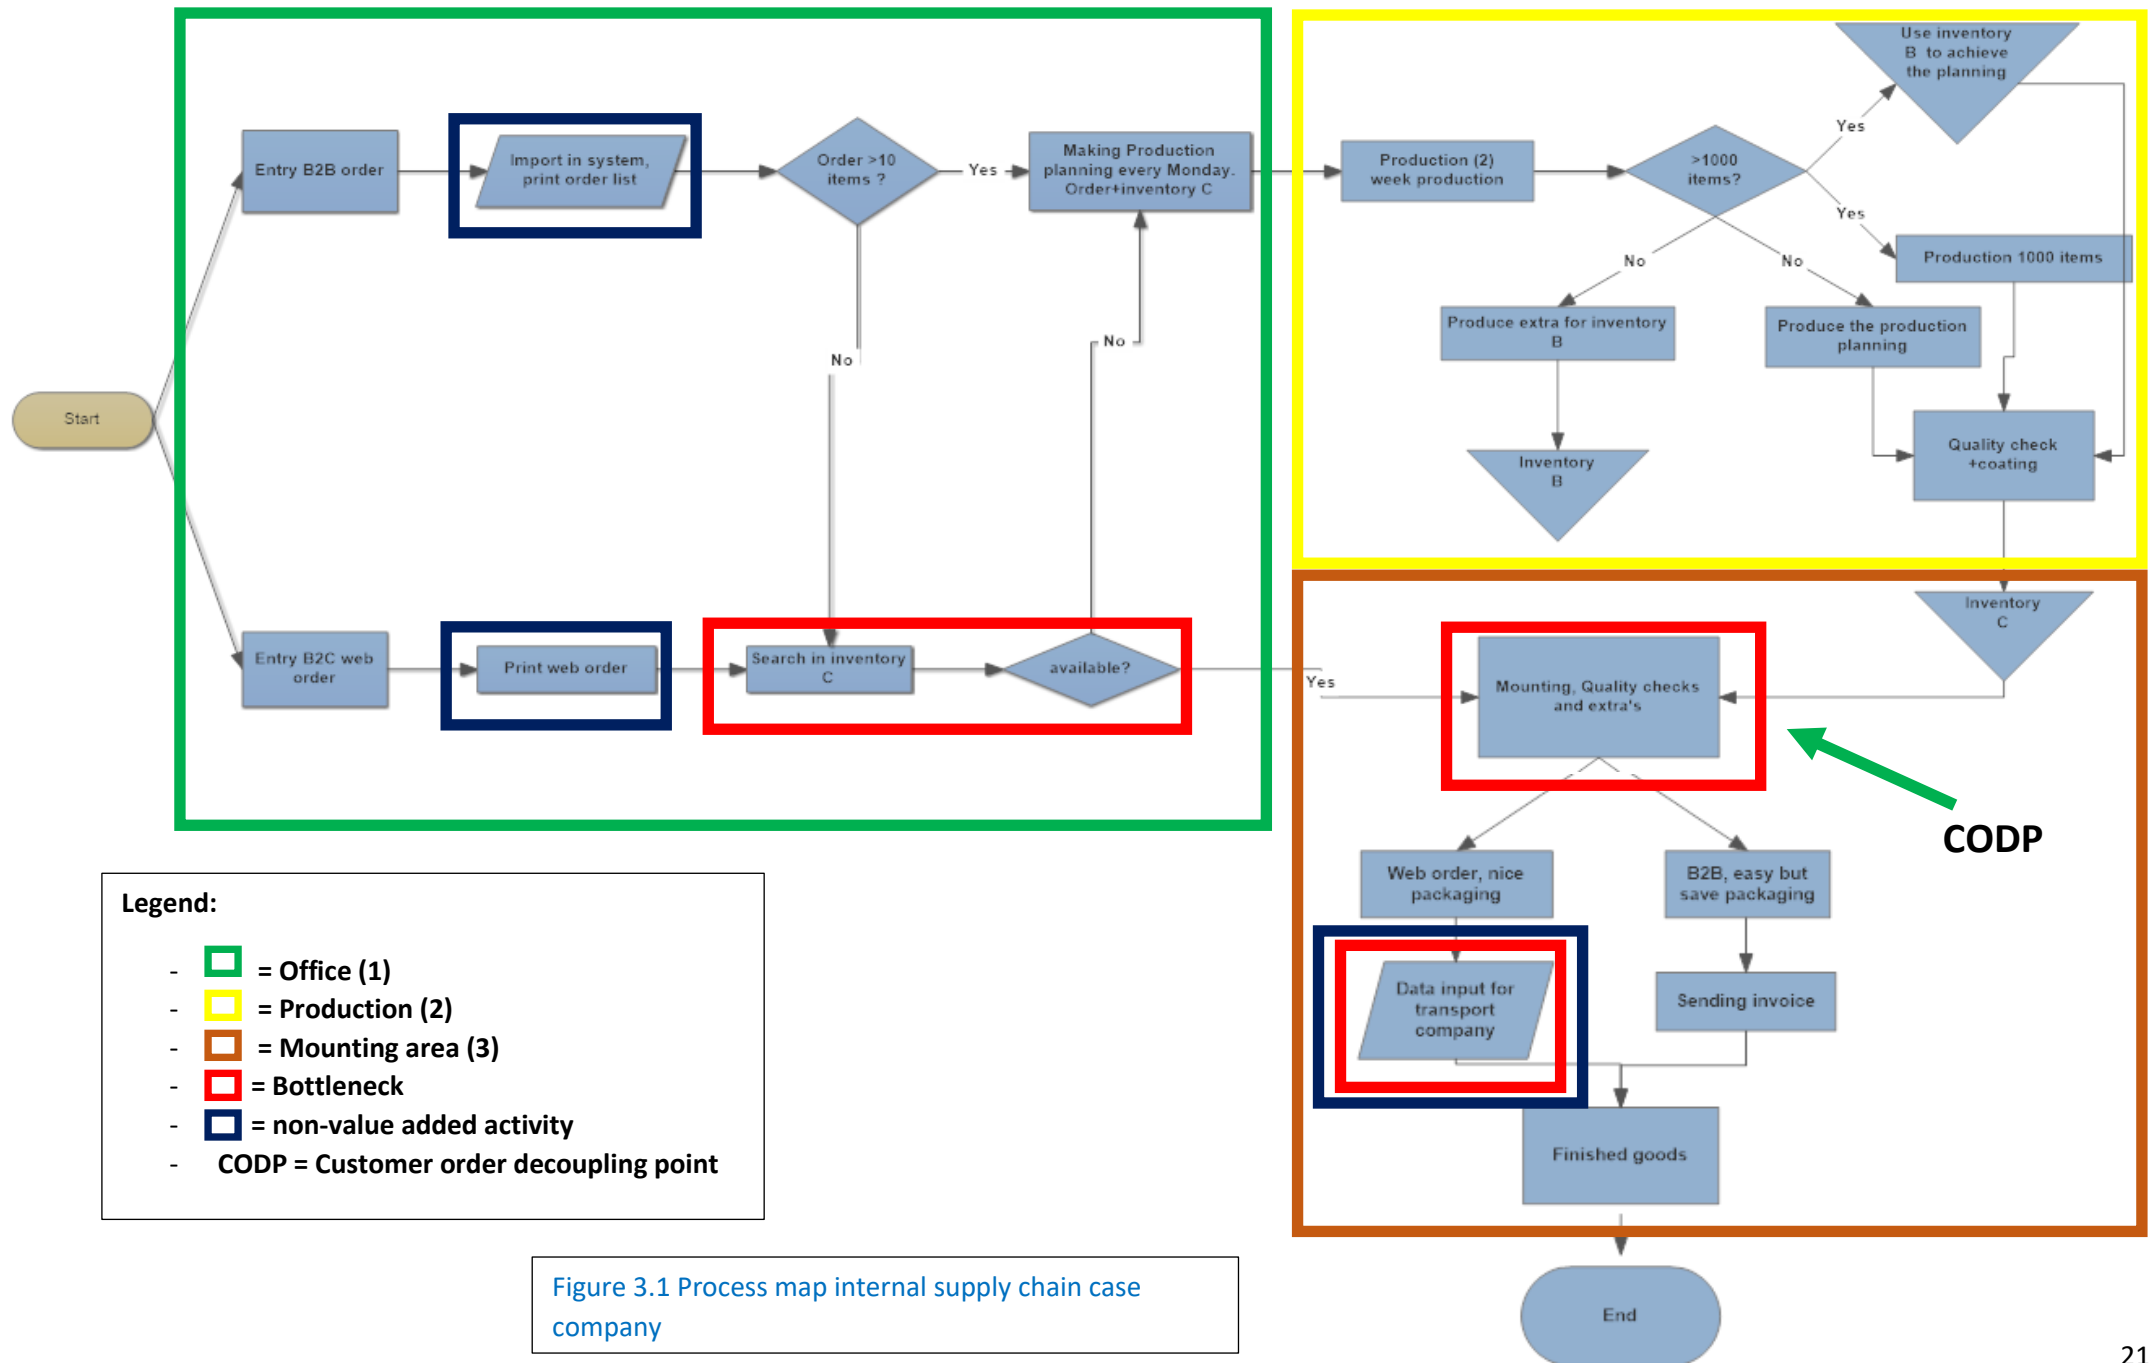 Use inventory
B to achieve
the planning
Entry B2B order
Import in system,
print order list
Order >10
items ?
Yes
Making Production
planning every Monday.
Order+inventory C
Production (2)
week production
>1000
items?
Yes
Yes
No
No
Production 1000 items
Produce extra for inventory
B
Produce the production
planning
No
No
Start
Quality check
+coating
Inventory
B
Inventory
C
Entry B2C web
order
Print web order
Search in inventory
C
available?
Yes
Mounting, Quality checks
and extra's
CODP
Web order, nice
packaging
B2B, easy but
save packaging
Data input for
transport
company
Sending invoice
Finished goods
End
Legend:
- = Office (1)
- = Production (2)
- = Mounting area (3)
- = Bottleneck
- = non-value added activity
- CODP = Customer order decoupling point
Figure 3.1 Process map internal supply chain case
company
21